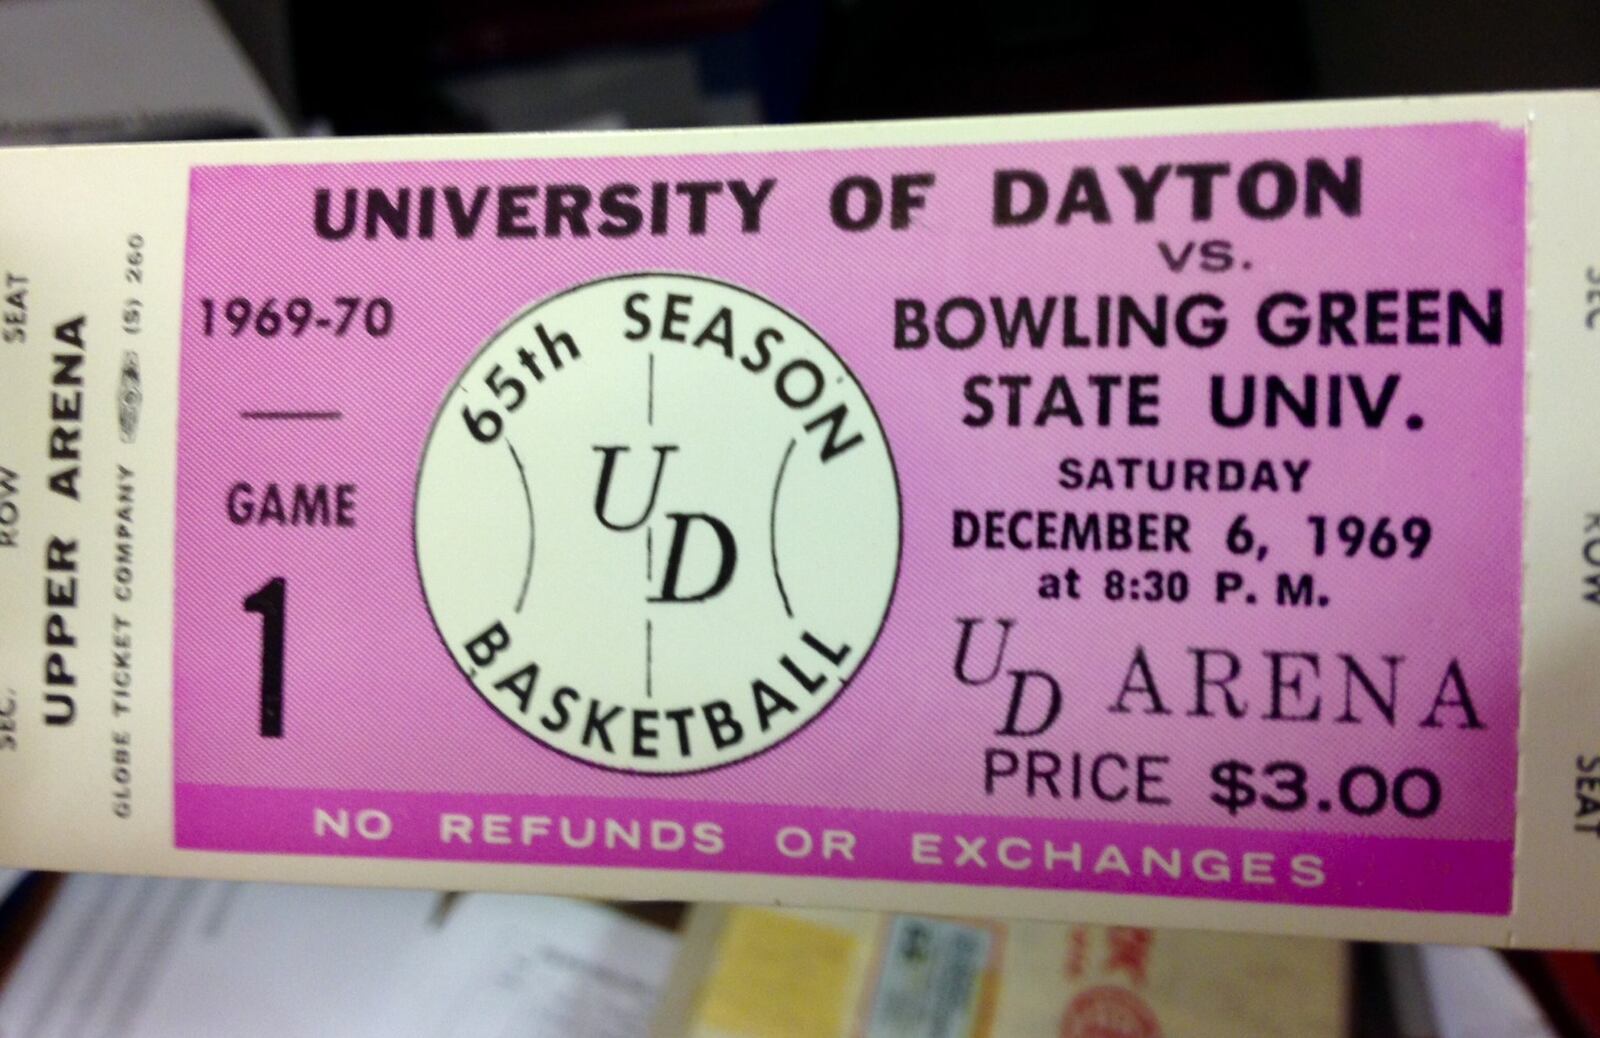 SEC. ROW SEAT
UPPER ARENA
GLOBE TICKET COMPANY (S) 260
UNIVERSITY OF DAYTON
VS.
1969-70
GAME
1
65th SEASON
UD
BASKETBALL
BOWLING GREEN
STATE UNIV.
SATURDAY
DECEMBER 6, 1969
at 8:30 P. M.
UD ARENA
PRICE $3.00
NO REFUNDS OR EXCHANGES
SEC
ROW
SEAT